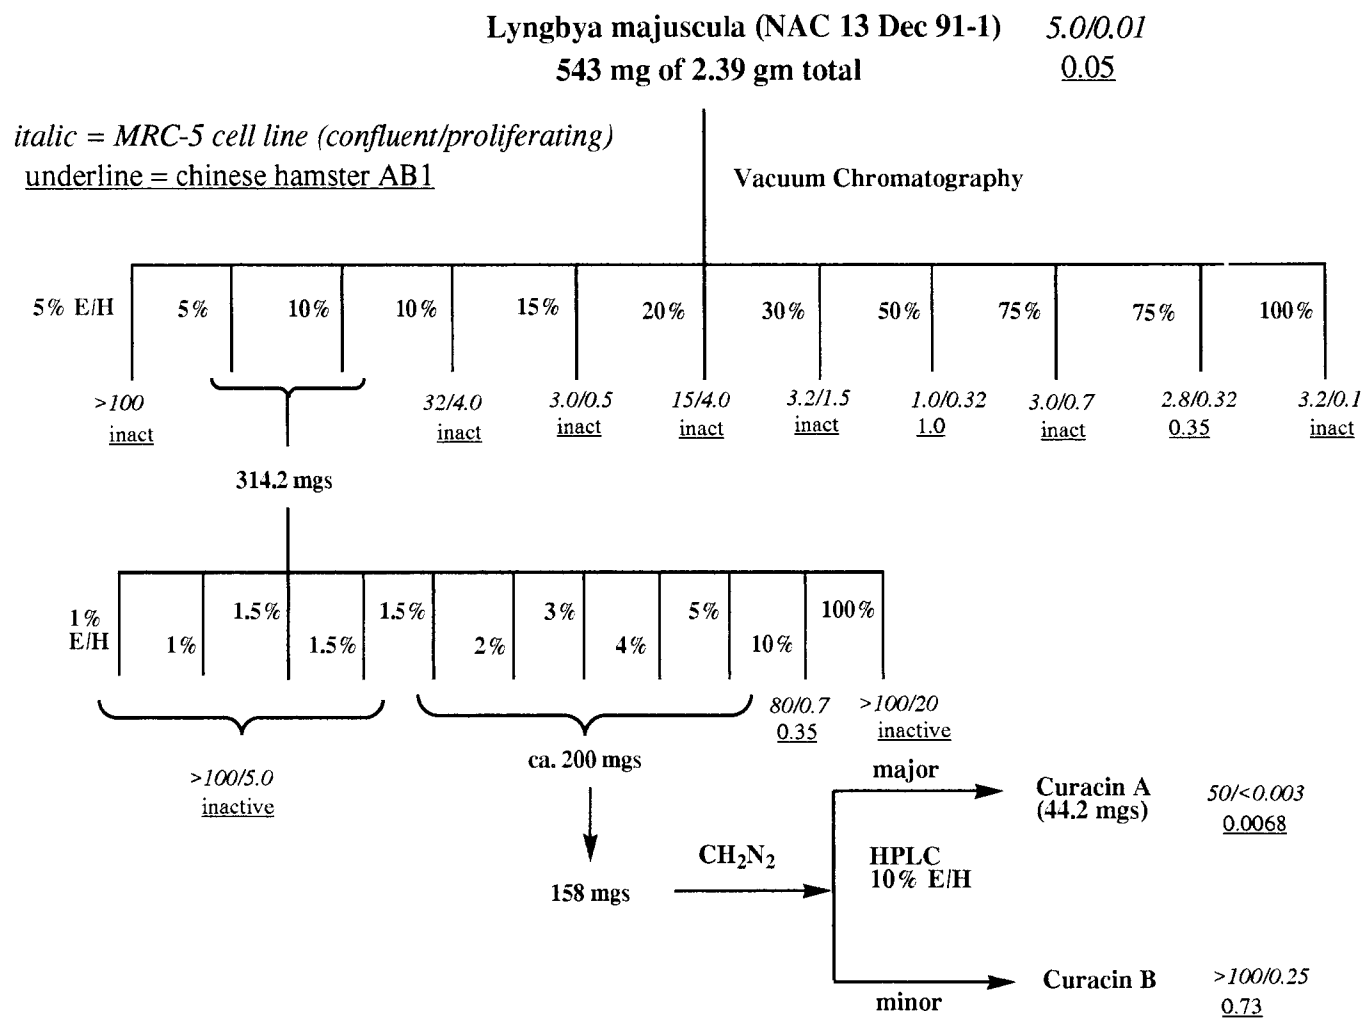 Lyngbya majuscula (NAC 13 Dec 91-1) 5.0/0.01
543 mg of 2.39 gm total 0.05
italic = MRC-5 cell line (confluent/proliferating)
underline = chinese hamster AB1
Vacuum Chromatography
5% E/H 5% 10% 10% 15% 20% 30% 50% 75% 75% 100%
>100 32/4.0 3.0/0.5 15/4.0 3.2/1.5 1.0/0.32 3.0/0.7 2.8/0.32 3.2/0.1
inact inact inact inact inact 1.0 inact 0.35 inact
314.2 mgs
1% 1.5% 1.5% 3% 5% 100%
E/H 1% 1.5% 2% 4% 10%
80/0.7 >100/20
0.35 inactive
ca. 200 mgs
>100/5.0
inactive
major
Curacin A 50/<0.003
(44.2 mgs) 0.0068
CH2N2 HPLC
10% E/H
158 mgs
Curacin B >100/0.25
minor 0.73